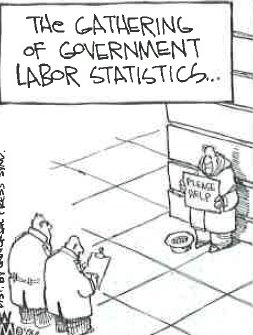 THE GATHERING
OF GOVERNMENT
LABOR STATISTICS...
PLEASE
HELP